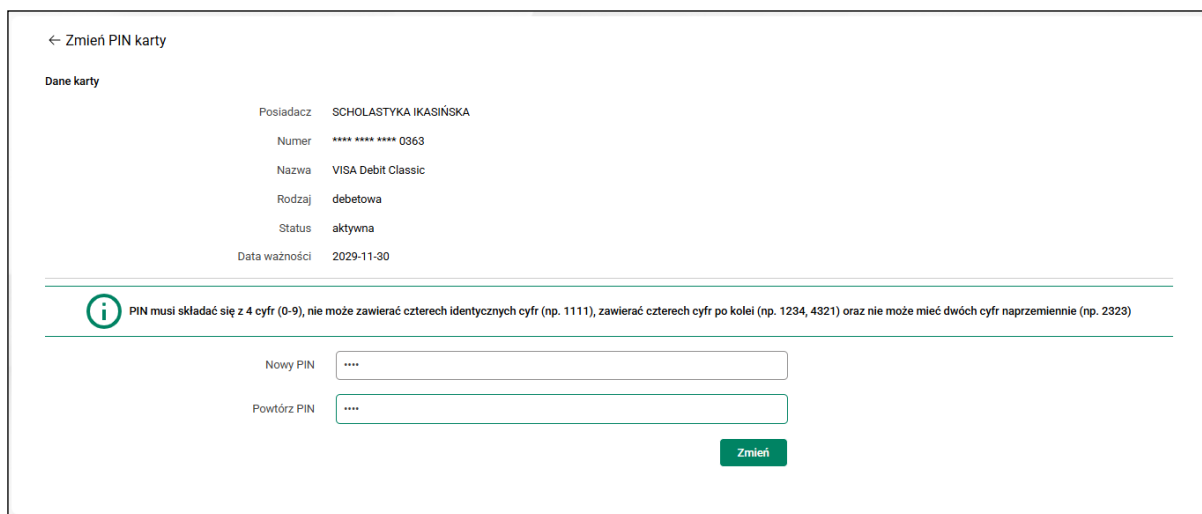 ← Zmień PIN karty
Dane karty
Posiadacz SCHOLASTYKA IKASIŃSKA
Numer **** **** **** 0363
Nazwa VISA Debit Classic
Rodzaj debetowa
Status aktywna
Data ważności 2029-11-30
PIN musi składać się z 4 cyfr (0-9), nie może zawierać czterech identycznych cyfr (np. 1111), zawierać czterech cyfr po kolei (np. 1234, 4321) oraz nie może mieć dwóch cyfr naprzemiennie (np. 2323)
Nowy PIN ••••
Powtórz PIN ••••
Zmień